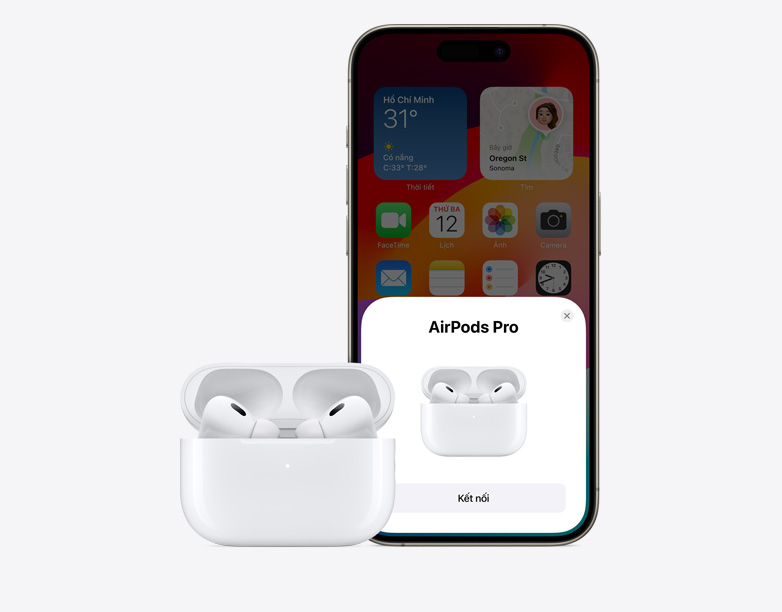 Hồ Chí Minh
31°
Có nắng
C:33° T:28°
Thời tiết
Bây giờ
Oregon St
Sonoma
Tìm
FaceTime
THỨ BA
12
Lịch
Ảnh
Camera
AirPods Pro
Kết nối